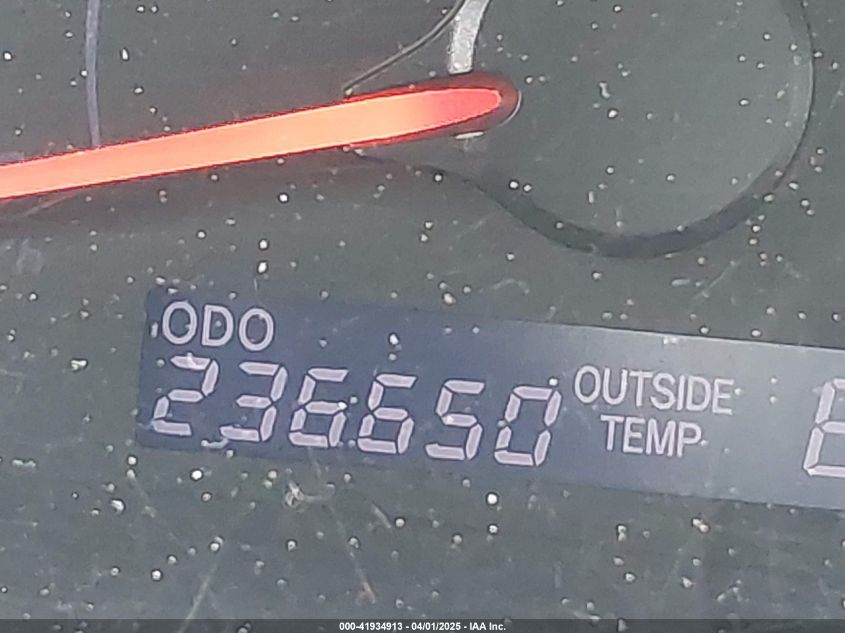 ODO
236650
OUTSIDE
TEMP
000-41934913 - 04/01/2025 - IAA Inc.